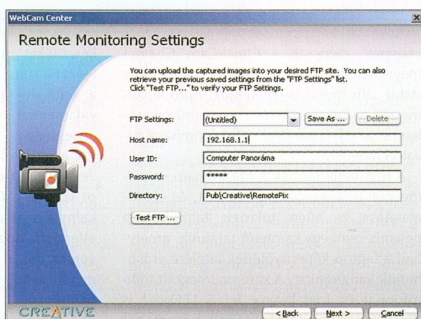 WebCam Center
Remote Monitoring Settings
You can upload the captured images into your desired FTP site. You can also
retrieve your previous saved settings from the "FTP Settings" list.
Click "Test FTP..." to verify your FTP Settings.
FTP Settings: (Untitled) Save As ... Delete
Host name: 192.168.1.1
User ID: Computer Panoráma
Password: *****
Directory: Pub\Creative\RemotePix
Test FTP ...
CREATIVE
< Back Next > Cancel